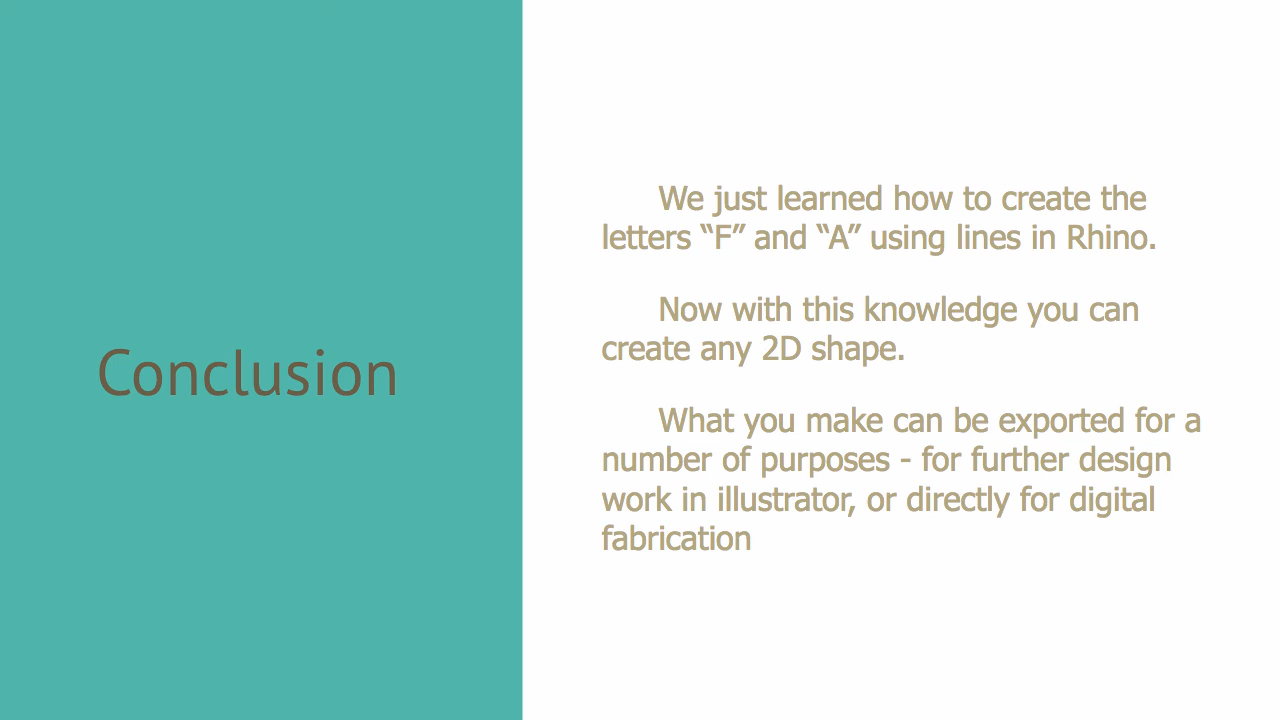 Conclusion
We just learned how to create the
letters “F” and “A” using lines in Rhino.
Now with this knowledge you can
create any 2D shape.
What you make can be exported for a
number of purposes - for further design
work in illustrator, or directly for digital
fabrication